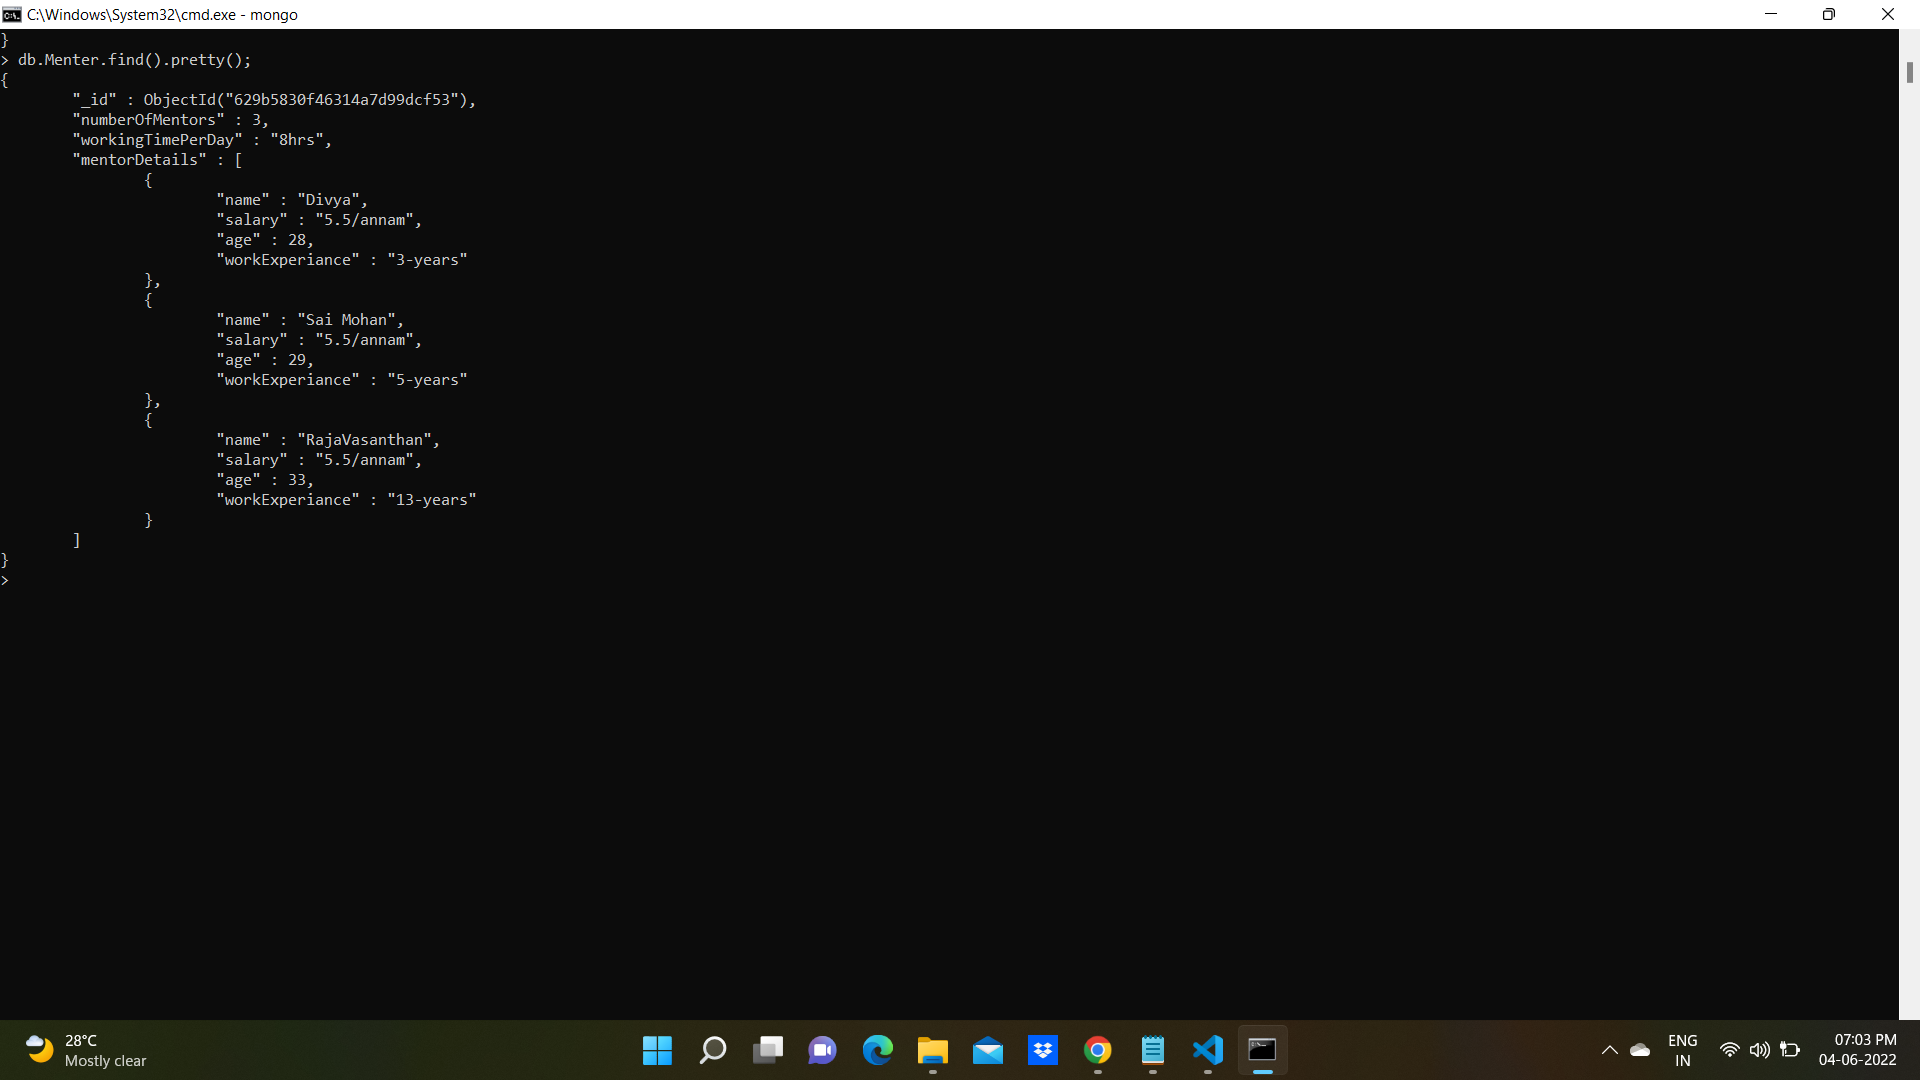 C:\Windows\System32\cmd.exe - mongo
}
> db.Menter.find().pretty();
{
"_id" : ObjectId("629b5830f46314a7d99dcf53"),
"numberOfMentors" : 3,
"workingTimePerDay" : "8hrs",
"mentorDetails" : [
{
"name" : "Divya",
"salary" : "5.5/annam",
"age" : 28,
"workExperiance" : "3-years"
},
{
"name" : "Sai Mohan",
"salary" : "5.5/annam",
"age" : 29,
"workExperiance" : "5-years"
},
{
"name" : "RajaVasanthan",
"salary" : "5.5/annam",
"age" : 33,
"workExperiance" : "13-years"
}
]
}
>
28°C
Mostly clear
ENG
IN
07:03 PM
04-06-2022